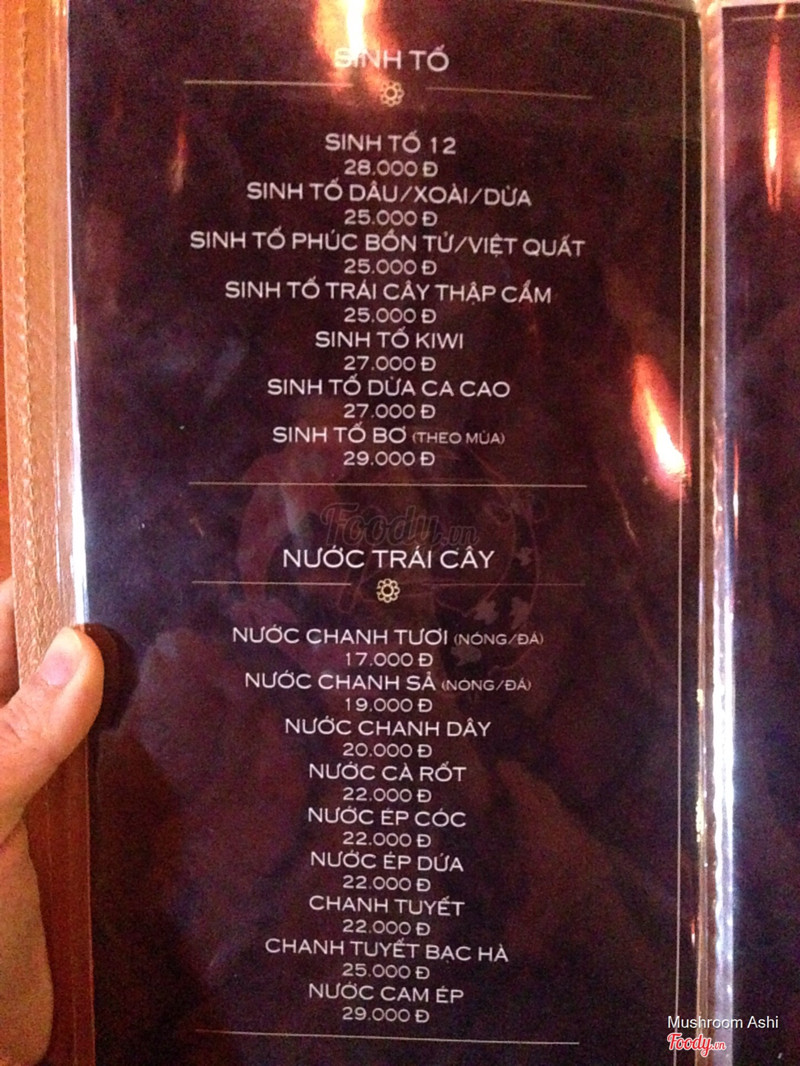 SINH TỐ
SINH TỐ 12
28.000 Đ
SINH TỐ DÂU/XOÀI/DỪA
25.000 Đ
SINH TỐ PHÚC BỒN TỬ/VIỆT QUẤT
25.000 Đ
SINH TỐ TRÁI CÂY THẬP CẨM
25.000 Đ
SINH TỐ KIWI
27.000 Đ
SINH TỐ DỪA CA CAO
27.000 Đ
SINH TỐ BƠ (THEO MÙA)
29.000 Đ
Foody.vn
NƯỚC TRÁI CÂY
NƯỚC CHANH TƯƠI (NÓNG/ĐÁ)
17.000 Đ
NƯỚC CHANH SẢ (NÓNG/ĐÁ)
19.000 Đ
NƯỚC CHANH DÂY
20.000 Đ
NƯỚC CÀ RỐT
22.000 Đ
NƯỚC ÉP CÓC
22.000 Đ
NƯỚC ÉP DỨA
22.000 Đ
CHANH TUYẾT
22.000 Đ
CHANH TUYẾT BẠC HÀ
25.000 Đ
NƯỚC CAM ÉP
29.000 Đ
Mushroom Ashi
Foody.vn